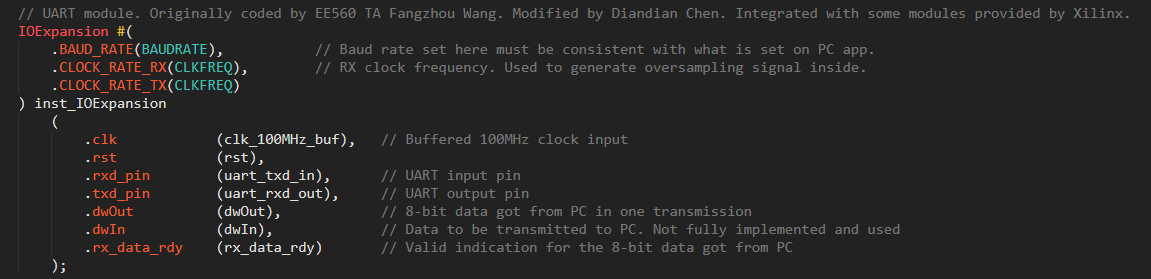 // UART module. Originally coded by EE560 TA Fangzhou Wang. Modified by Diandian Chen. Integrated with some modules provided by Xilinx.
IOExpansion #(
.BAUD_RATE(BAUDRATE), // Baud rate set here must be consistent with what is set on PC app.
.CLOCK_RATE_RX(CLKFREQ), // RX clock frequency. Used to generate oversampling signal inside.
.CLOCK_RATE_TX(CLKFREQ)
) inst_IOExpansion
(
.clk (clk_100MHz_buf), // Buffered 100MHz clock input
.rst (rst),
.rxd_pin (uart_txd_in), // UART input pin
.txd_pin (uart_rxd_out), // UART output pin
.dwOut (dwOut), // 8-bit data got from PC in one transmission
.dwIn (dwIn), // Data to be transmitted to PC. Not fully implemented and used
.rx_data_rdy (rx_data_rdy) // Valid indication for the 8-bit data got from PC
);